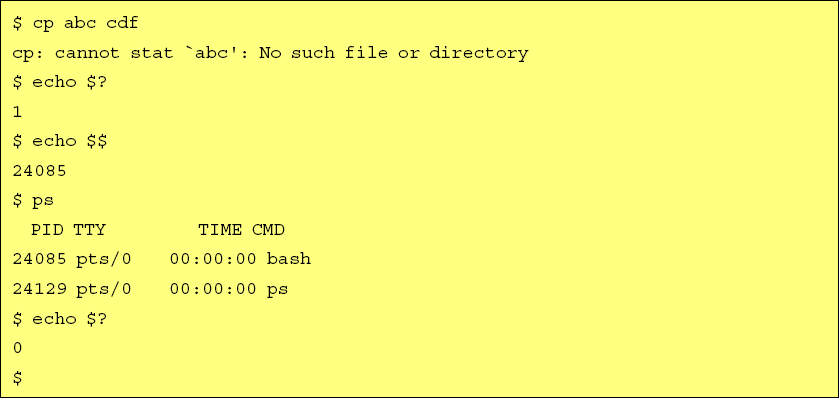 $ cp abc cdf
cp: cannot stat `abc': No such file or directory
$ echo $?
1
$ echo $$
24085
$ ps
  PID TTY          TIME CMD
24085 pts/0    00:00:00 bash
24129 pts/0    00:00:00 ps
$ echo $?
0
$